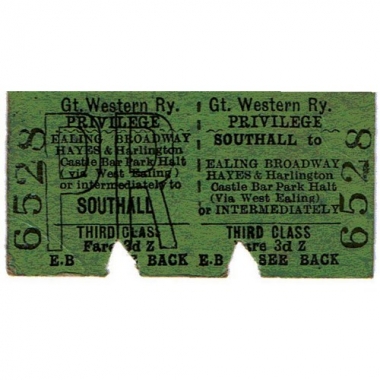 6528
Gt. Western Ry.
PRIVILEGE
EALING BROADWAY
HAYES & Harlington
Castle Bar Park Halt
(via West Ealing)
or intermediately to
SOUTHALL
THIRD CLASS
Fare 3d Z
E.B SEE BACK
R
Gt. Western Ry.
PRIVILEGE
SOUTHALL to
EALING BROADWAY
HAYES & Harlington
Castle Bar Park Halt
(Via West Ealing)
or INTERMEDIATELY
THIRD CLASS
Fare 3d Z
E.B SEE BACK
6528